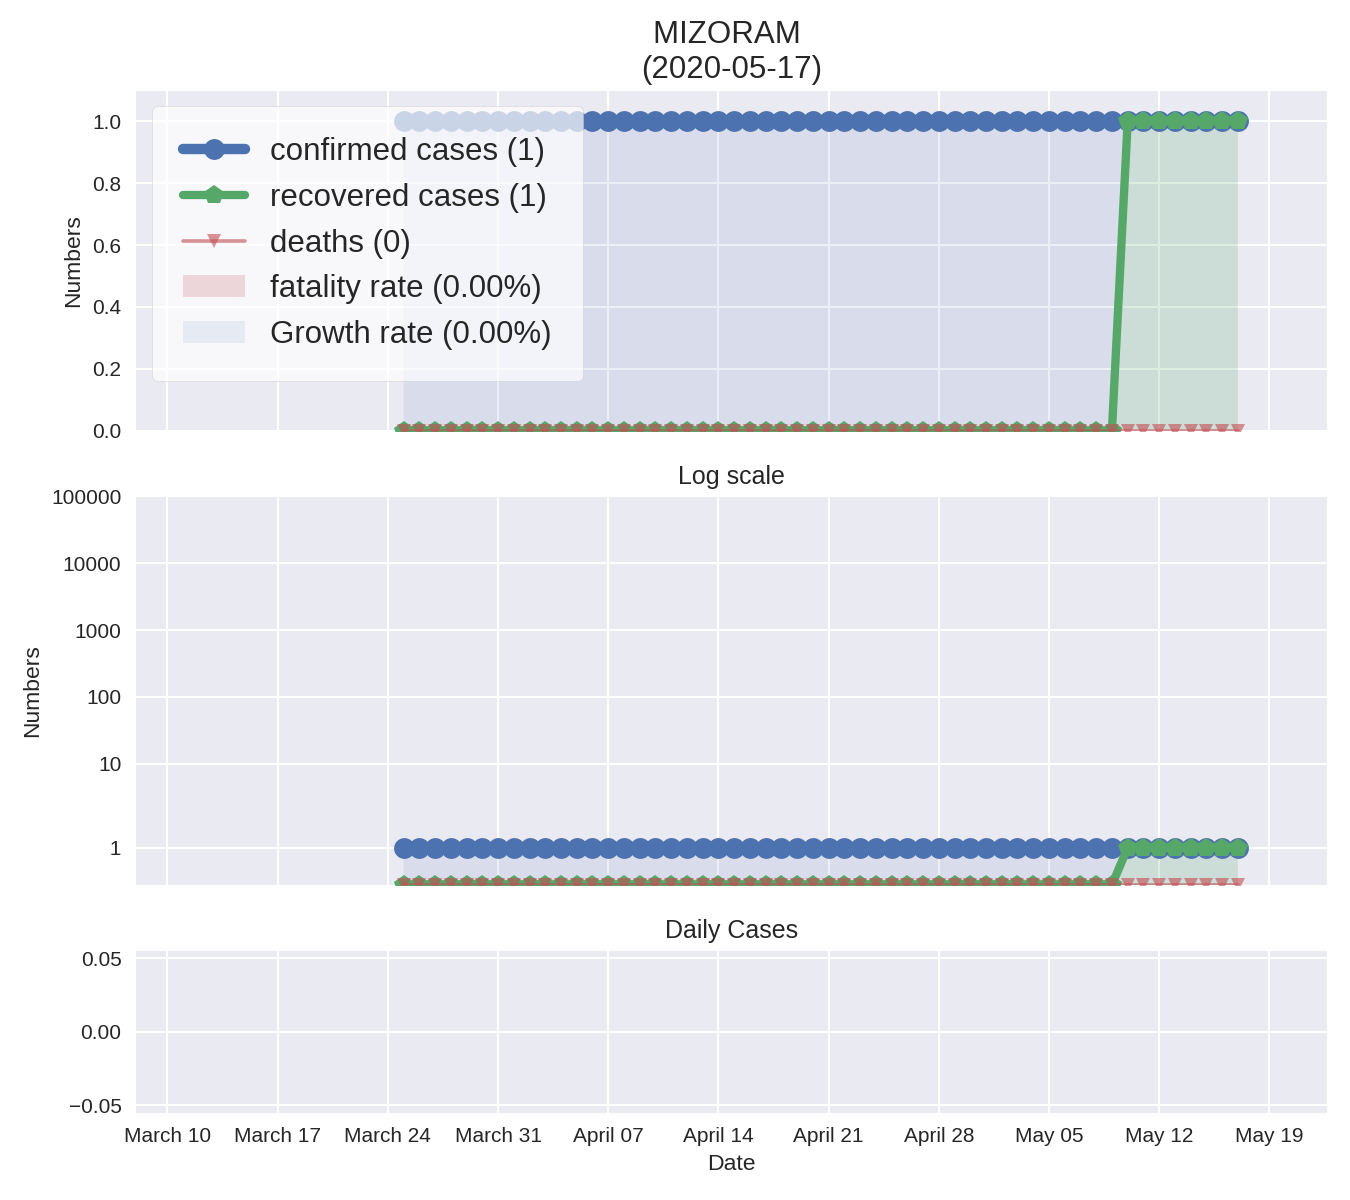 MIZORAM
(2020-05-17)
1.0
0.8
0.6
0.4
0.2
0.0
Numbers
confirmed cases (1)
recovered cases (1)
deaths (0)
fatality rate (0.00%)
Growth rate (0.00%)
Log scale
100000
10000
1000
100
10
1
Numbers
Daily Cases
0.05
0.00
−0.05
March 10 March 17 March 24 March 31 April 07 April 14 April 21 April 28 May 05 May 12 May 19
Date